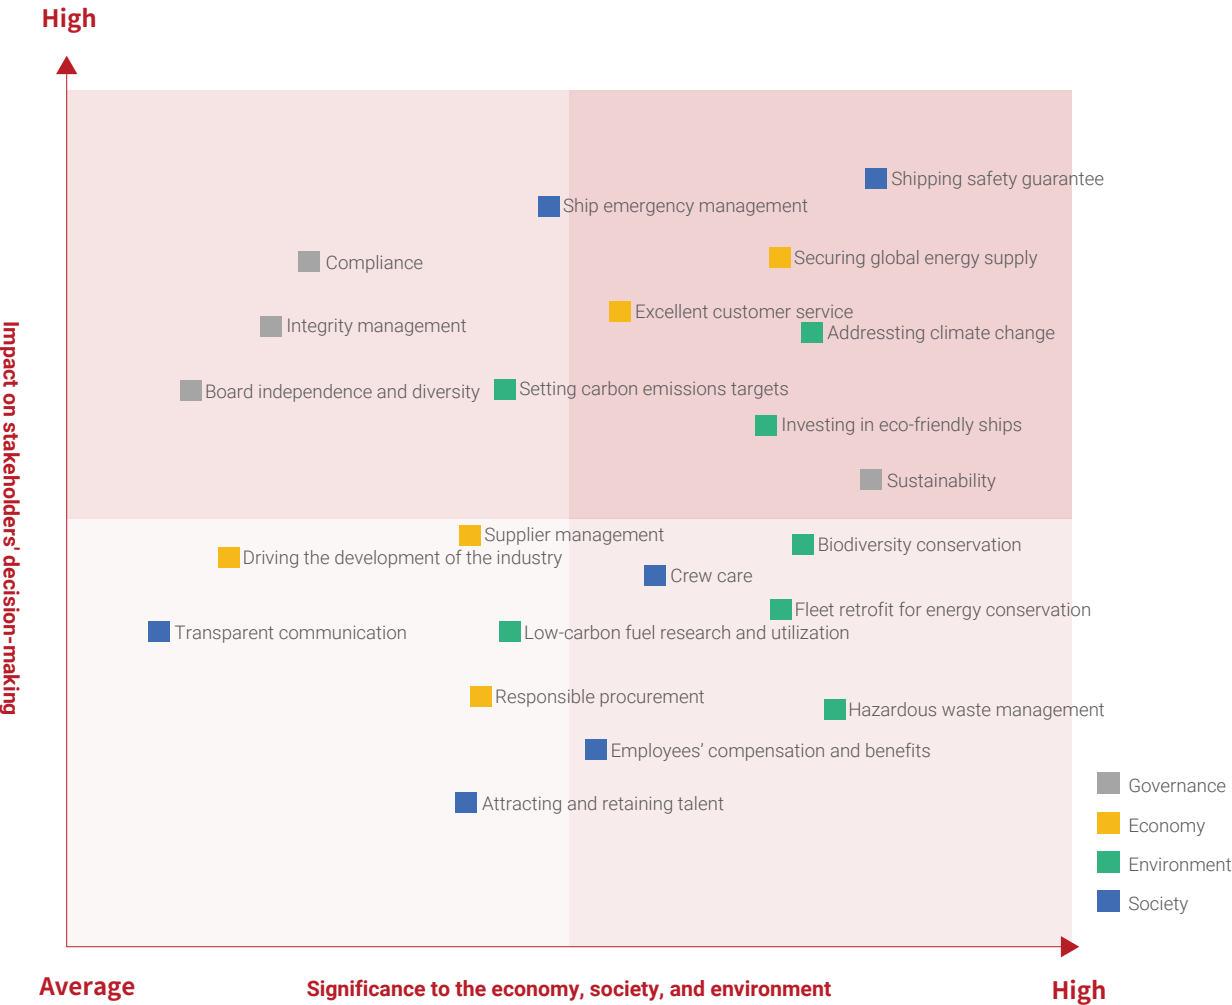 High
Shipping safety guarantee
Ship emergency management
Securing global energy supply
Compliance
Excellent customer service
Integrity management
Addressting climate change
Setting carbon emissions targets
Board independence and diversity
Investing in eco-friendly ships
Sustainability
Impact on stakeholders' decision-making
Supplier management
Biodiversity conservation
Driving the development of the industry
Crew care
Fleet retrofit for energy conservation
Transparent communication
Low-carbon fuel research and utilization
Responsible procurement
Hazardous waste management
Employees’ compensation and benefits
Attracting and retaining talent
Governance
Economy
Environment
Society
Average
Significance to the economy, society, and environment
High